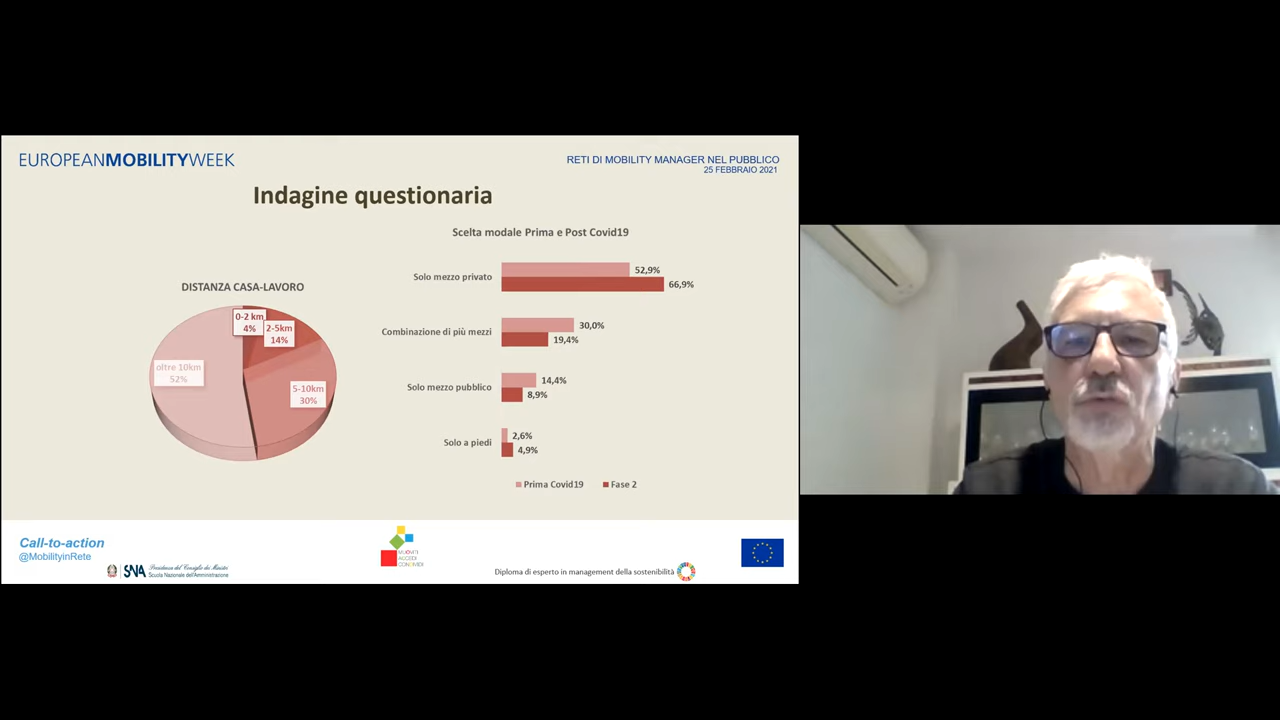 EUROPEANMOBILITYWEEK
RETI DI MOBILITY MANAGER NEL PUBBLICO
25 FEBBRAIO 2021
Indagine questionaria
DISTANZA CASA-LAVORO
0-2 km
4%
2-5km
14%
5-10km
30%
oltre 10km
52%
Scelta modale Prima e Post Covid19
Solo mezzo privato
52,9%
66,9%
Combinazione di più mezzi
30,0%
19,4%
Solo mezzo pubblico
14,4%
8,9%
Solo a piedi
2,6%
4,9%
Prima Covid19
Fase 2
Call-to-action
@MobilityinRete
SNA
Presidenza del Consiglio dei Ministri
Scuola Nazionale dell'Amministrazione
MUOVITI
ACCEDI
CONDIVIDI
Diploma di esperto in management della sostenibilità